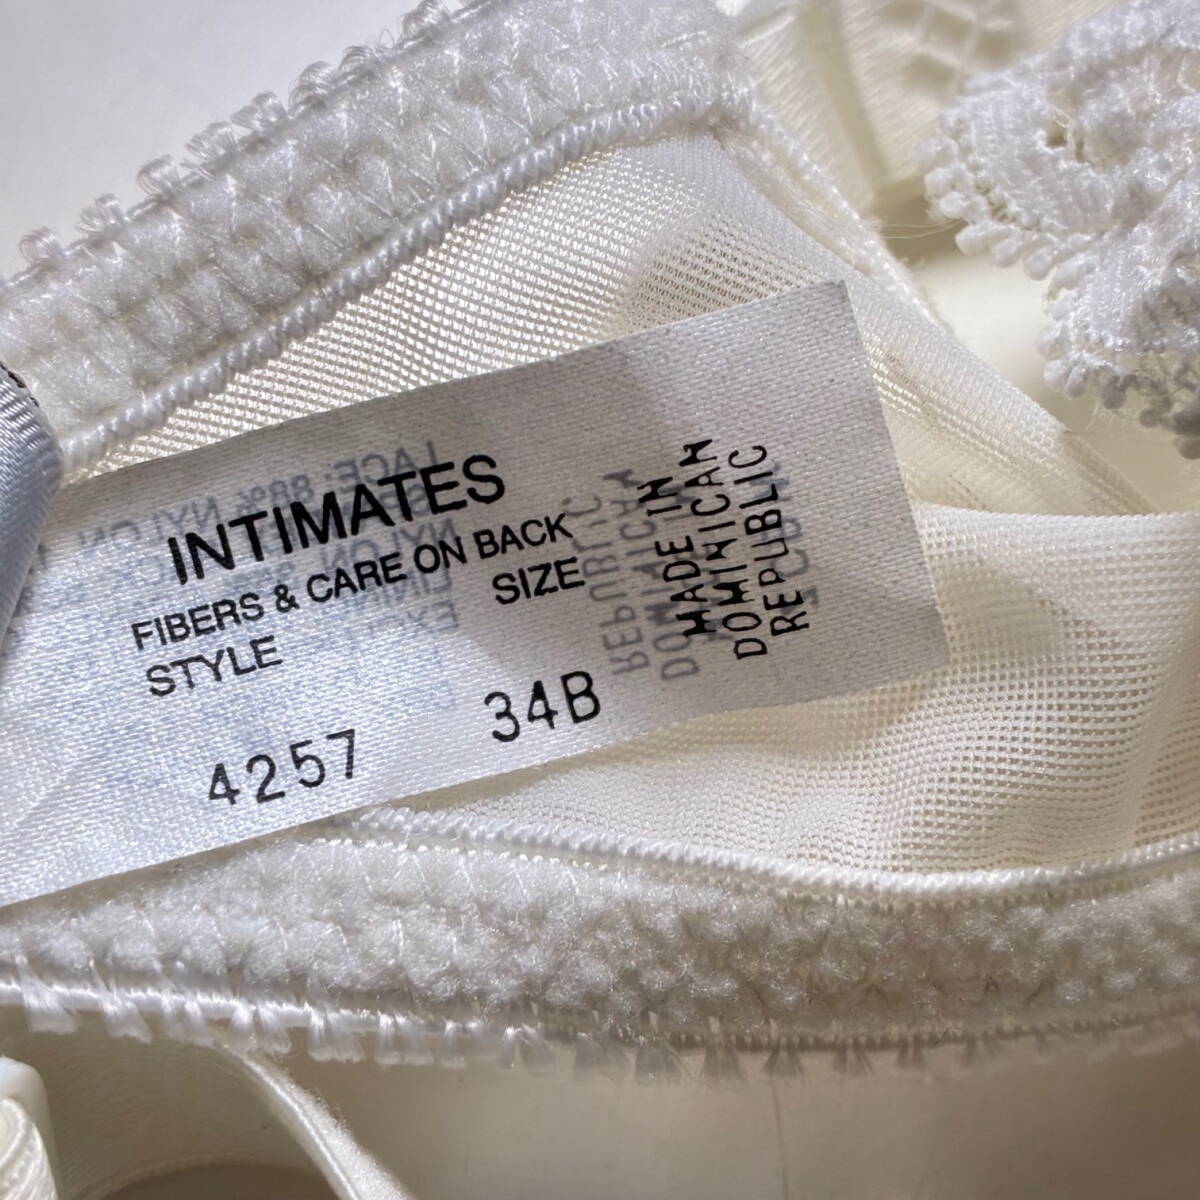 INTIMATES
FIBERS & CARE ON BACK
STYLE SIZE
4257 34B
MADE IN
DOMINICAN
REPUBLIC